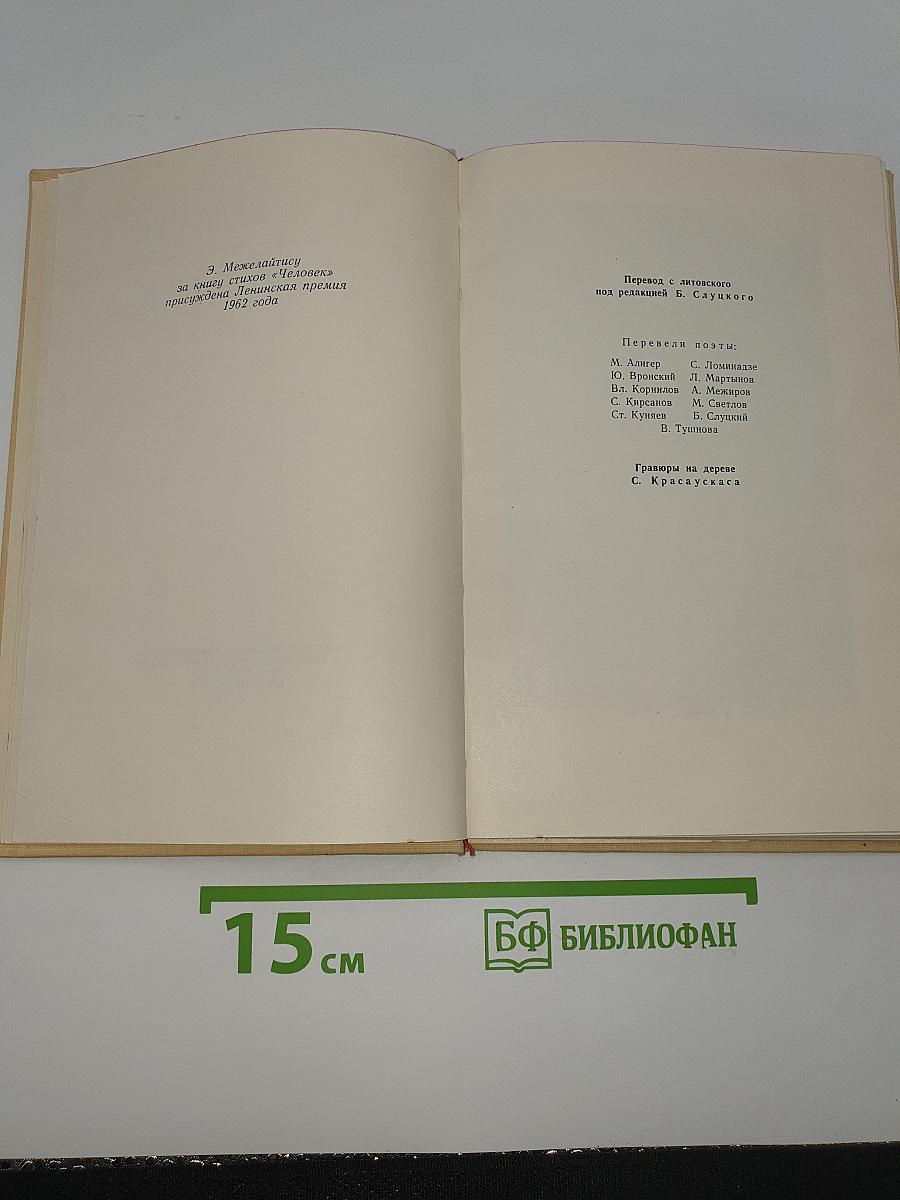 Э. Межелайтису
за книгу стихов «Человек»
присуждена Ленинская премия
1962 года
Перевод с литовского
под редакцией Б. Слуцкого
Перевели поэты:
М. Алигер С. Ломинадзе
Ю. Вронский Л. Мартынов
Вл. Корнилов А. Межиров
С. Кирсанов М. Светлов
Ст. Куняев Б. Слуцкий
В. Тушнова
Гравюры на дереве
С. Красаускаса
15 см
БФ БИБЛИОФАН